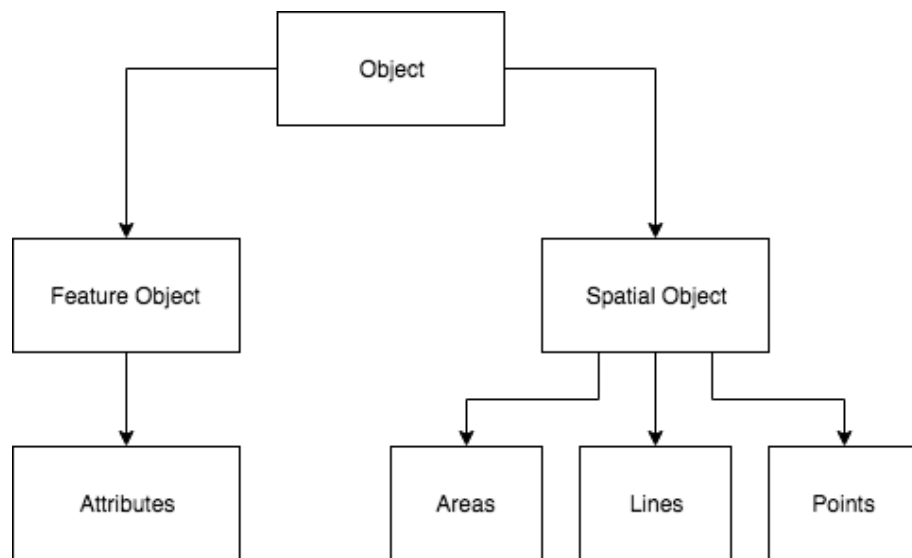 Object
Feature Object
Spatial Object
Attributes
Areas
Lines
Points